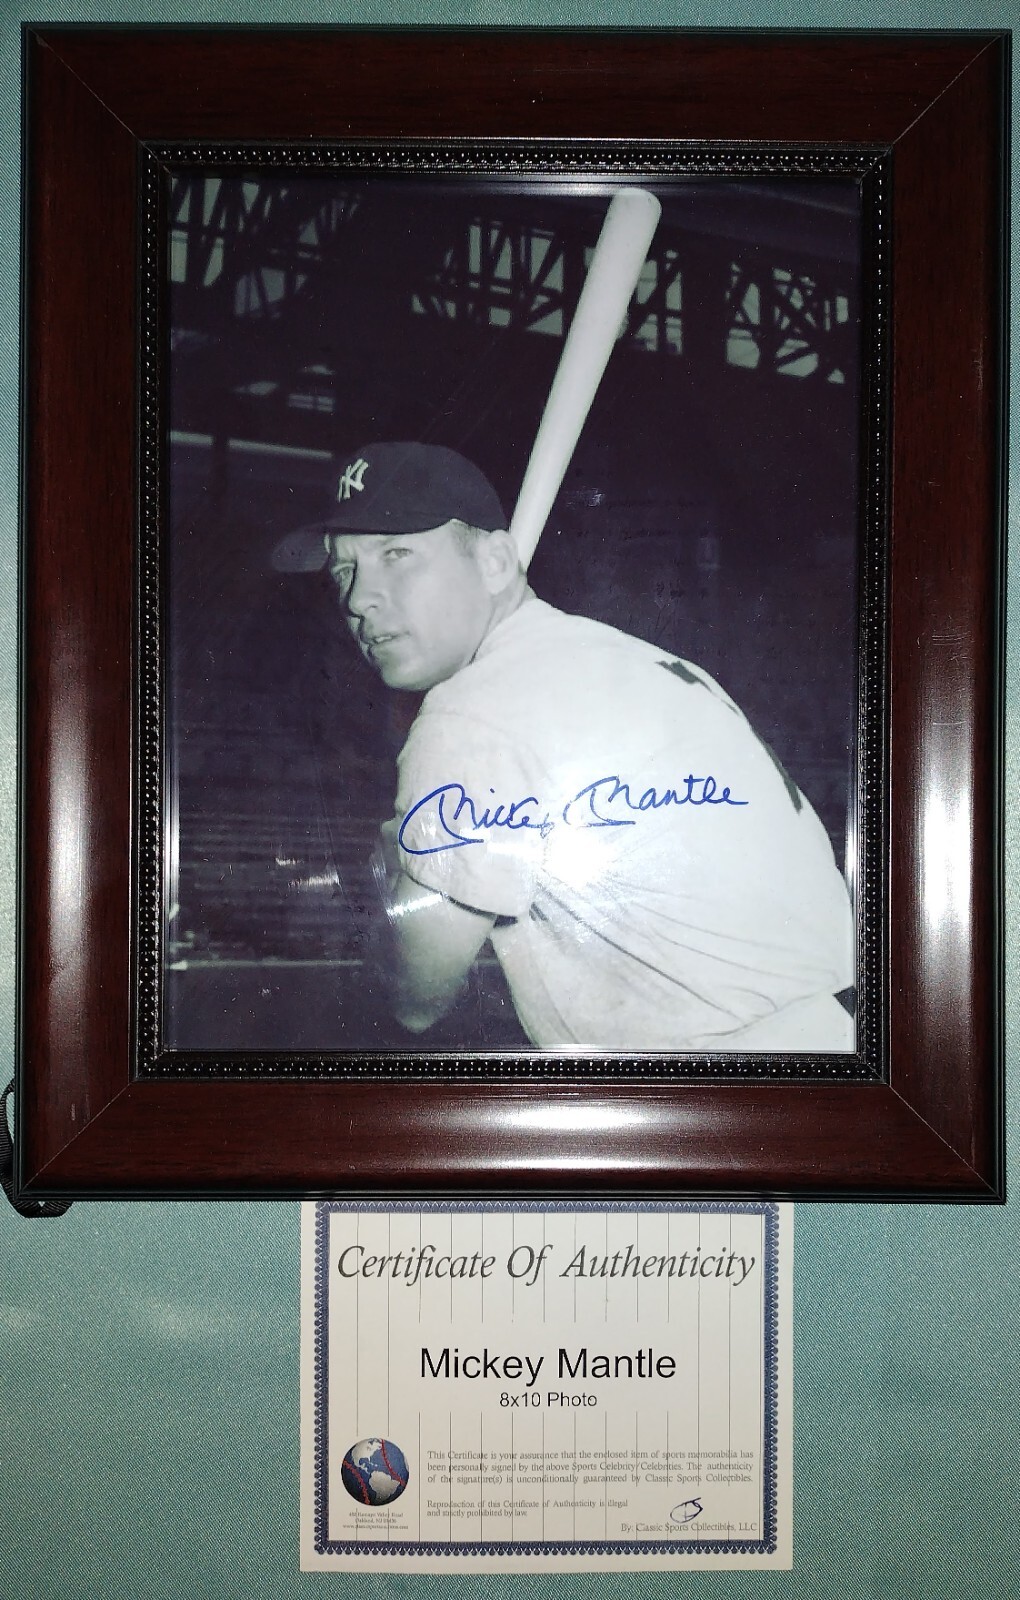 NY
7
Mickey Mantle
Certificate Of Authenticity
Mickey Mantle
8x10 Photo
This Certificate is your assurance that the enclosed item of sports memorabilia has
been personally signed by the above Sports Celebrity/Celebrities. The authenticity
of the signature(s) is unconditionally guaranteed by Classic Sports Collectibles.
Reproduction of this Certificate of Authenticity is illegal
and strictly prohibited by law.
Oakland, NJ
By: Classic Sports Collectibles, LLC